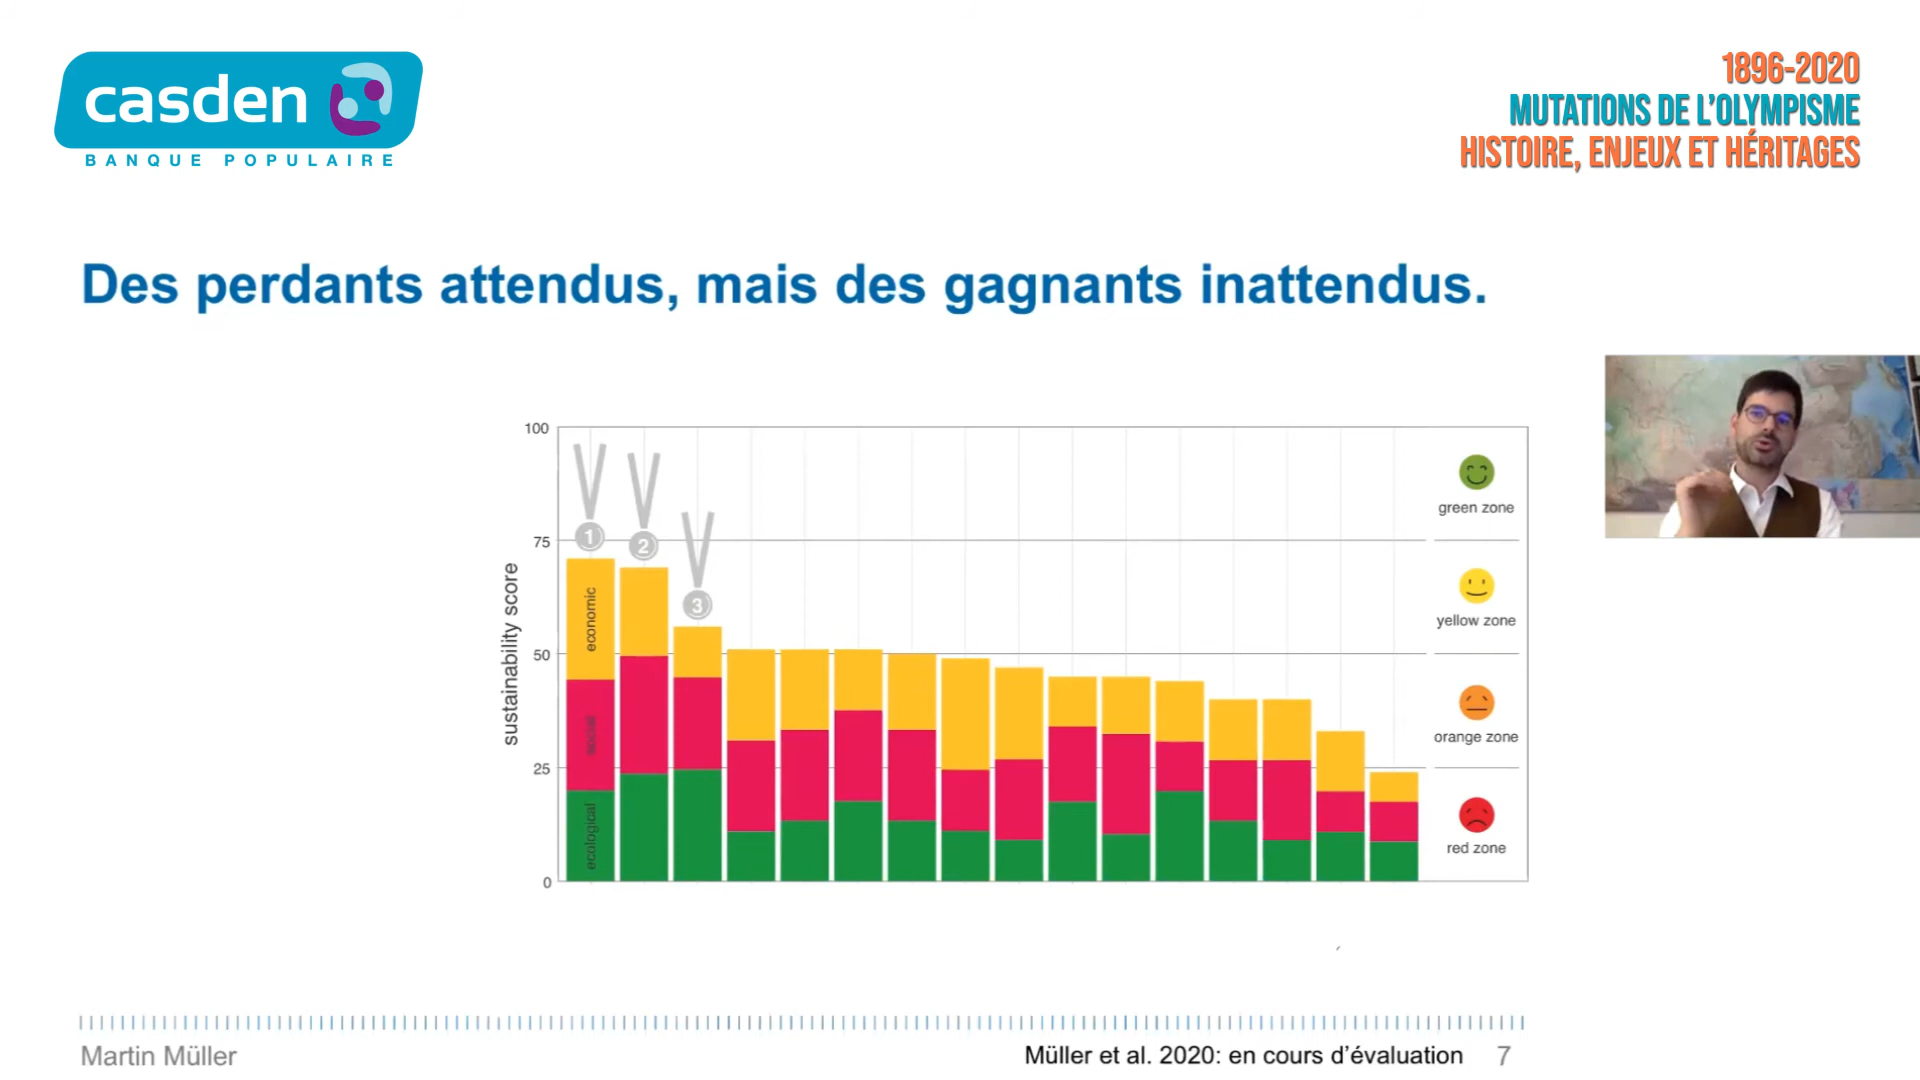 casden
BANQUE POPULAIRE
1896-2020
MUTATIONS DE L'OLYMPISME
HISTOIRE, ENJEUX ET HÉRITAGES
Des perdants attendus, mais des gagnants inattendus.
100
75
50
25
0
sustainability score
1
2
3
economic
social
ecological
green zone
yellow zone
orange zone
red zone
Martin Müller
Müller et al. 2020: en cours d'évaluation
7